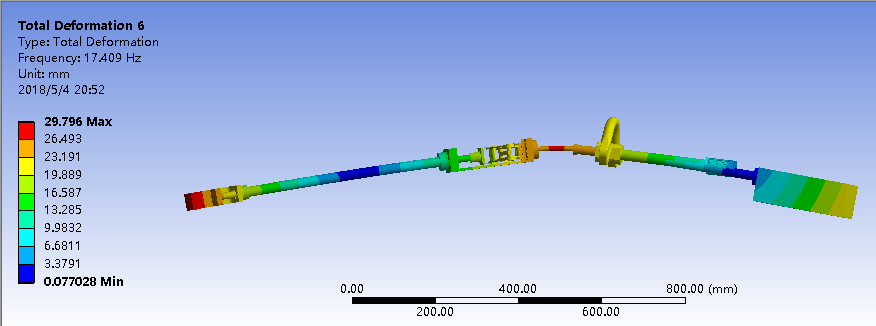 Total Deformation 6
Type: Total Deformation
Frequency: 17.409 Hz
Unit: mm
2018/5/4 20:52
29.796 Max
26.493
23.191
19.889
16.587
13.285
9.9832
6.6811
3.3791
0.077028 Min
0.00 400.00 800.00 (mm)
200.00 600.00